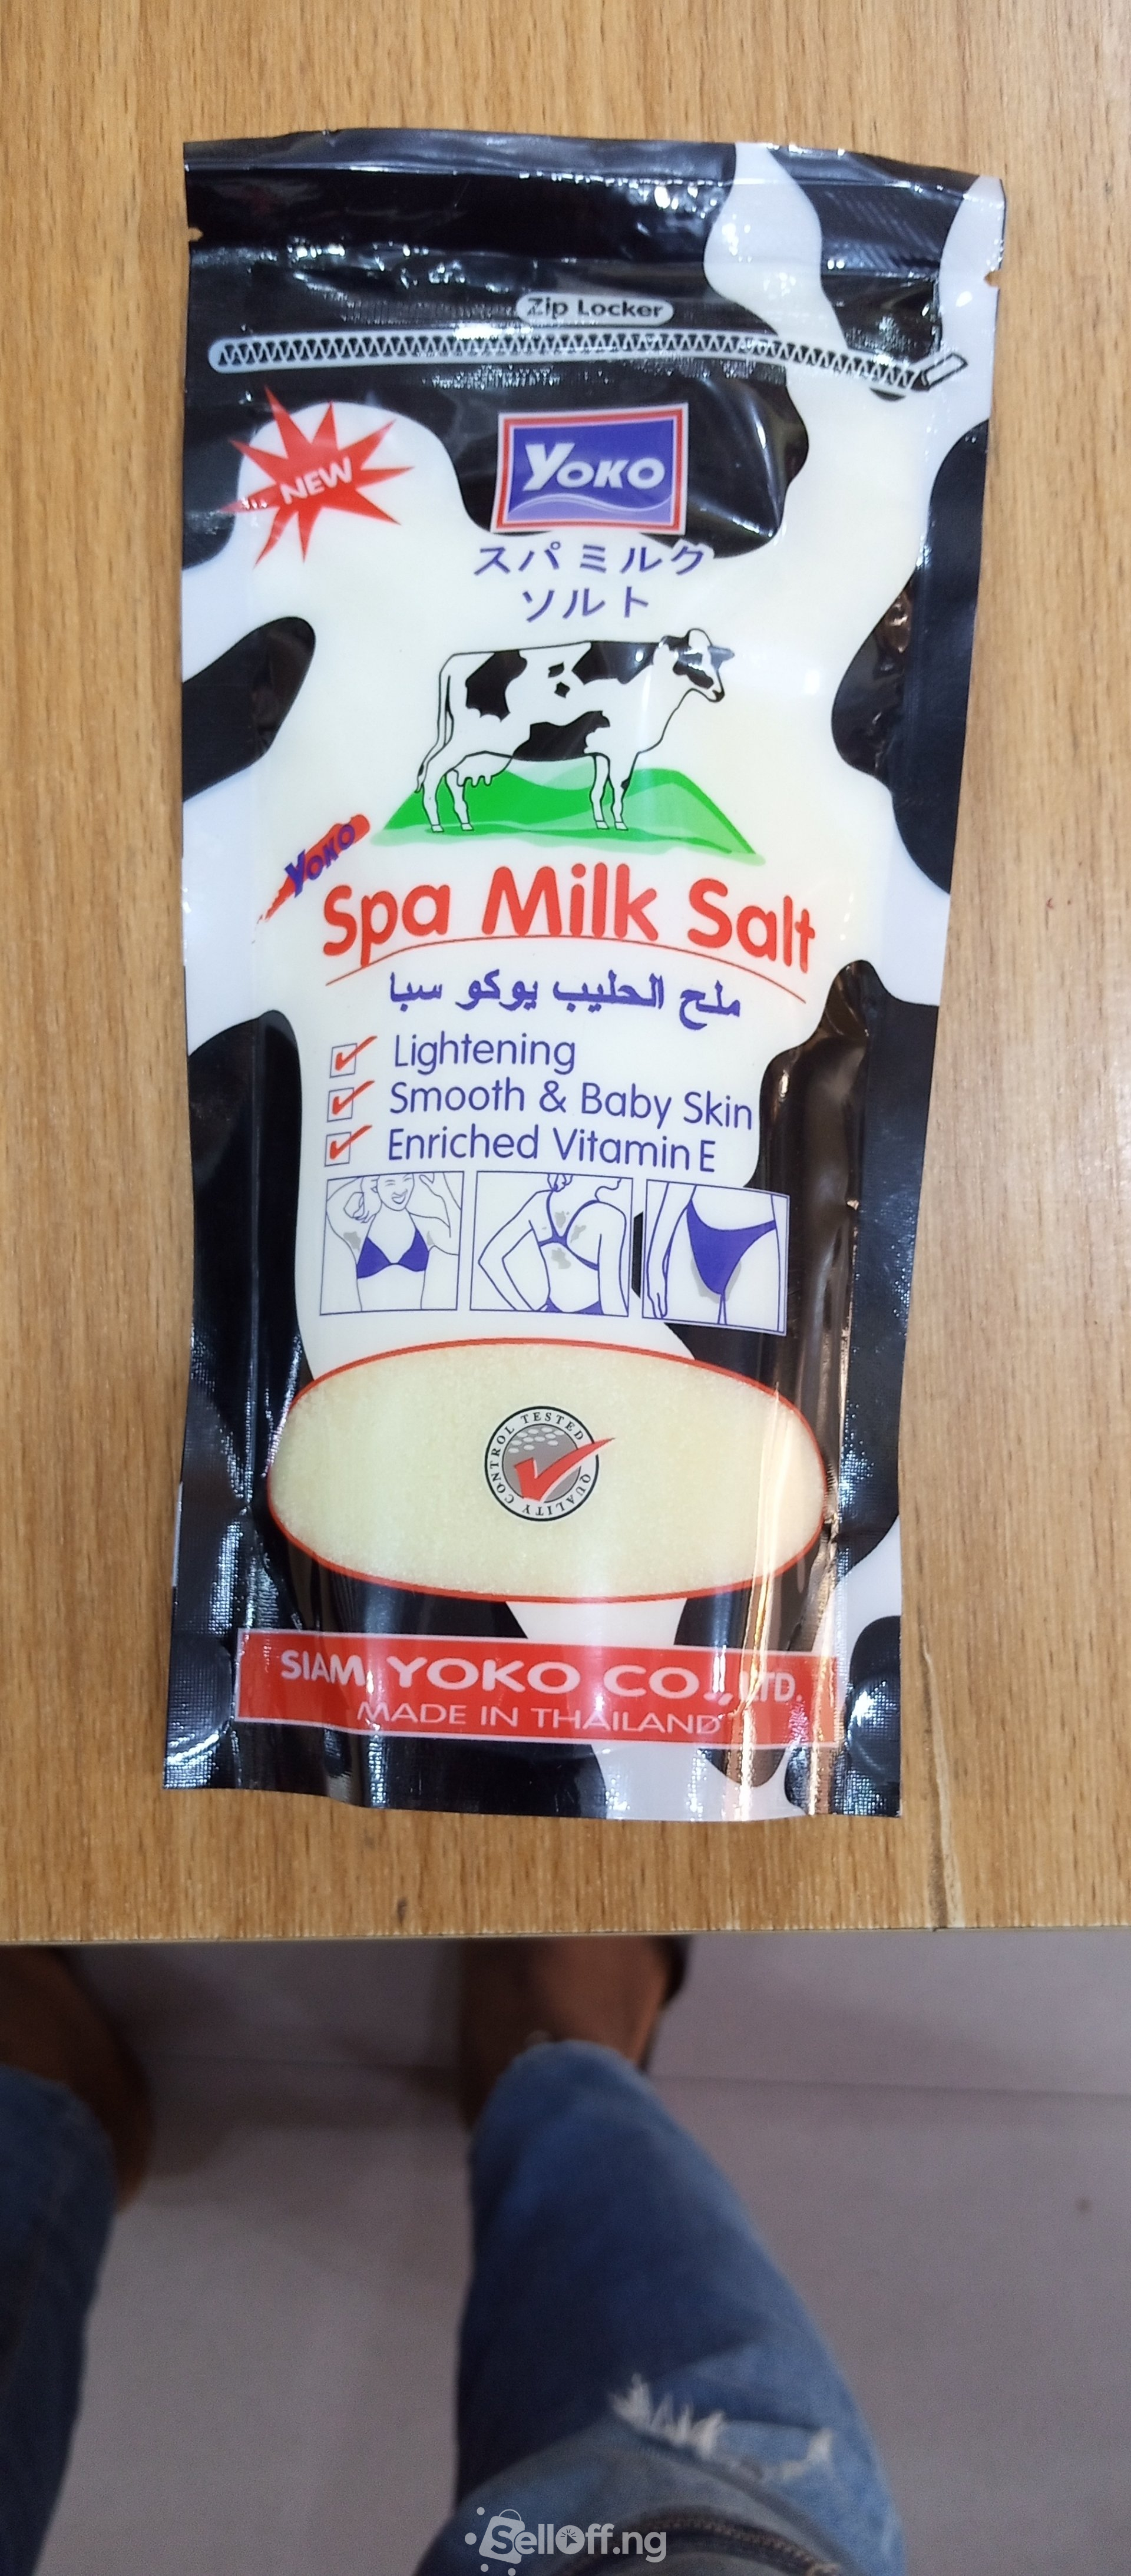 Zip Locker
NEW
YOKO
スパ ミルク
ソルト
YOKO
Spa Milk Salt
ملح الحليب يوكو سبا
Lightening
Smooth & Baby Skin
Enriched Vitamin E
QUALITY CONTROL TESTED
SIAM YOKO CO., LTD.
MADE IN THAILAND
SellOff.ng